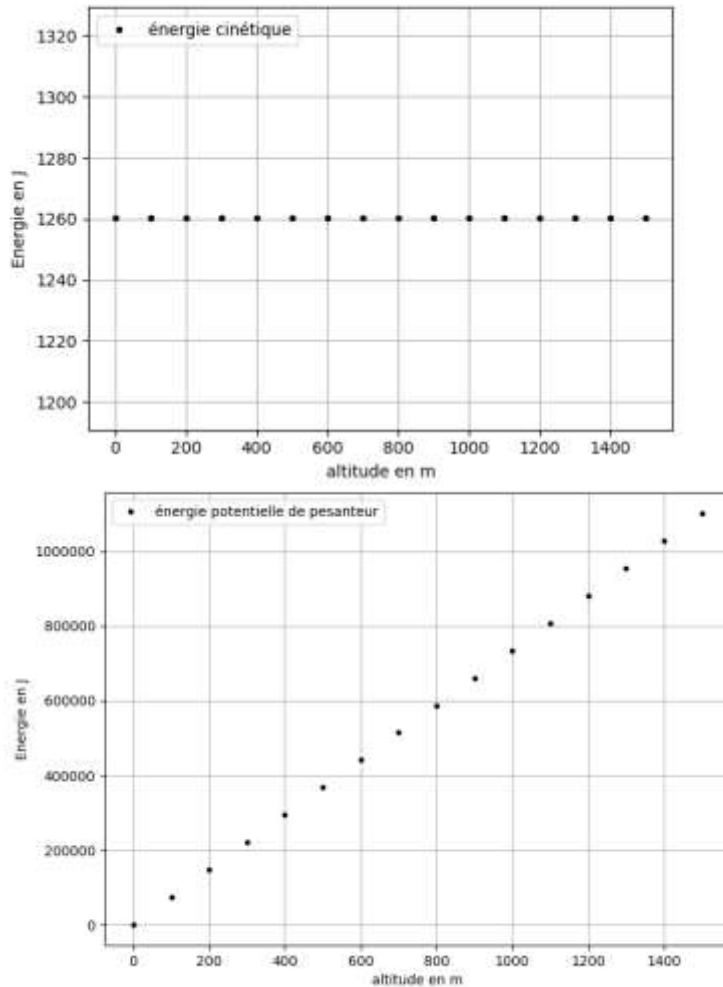 énergie cinétique
1320
1300
1280
1260
1240
1220
1200
Energie en J
0 200 400 600 800 1000 1200 1400
altitude en m
énergie potentielle de pesanteur
1000000
800000
600000
400000
200000
0
Energie en J
0 200 400 600 800 1000 1200 1400
altitude en m